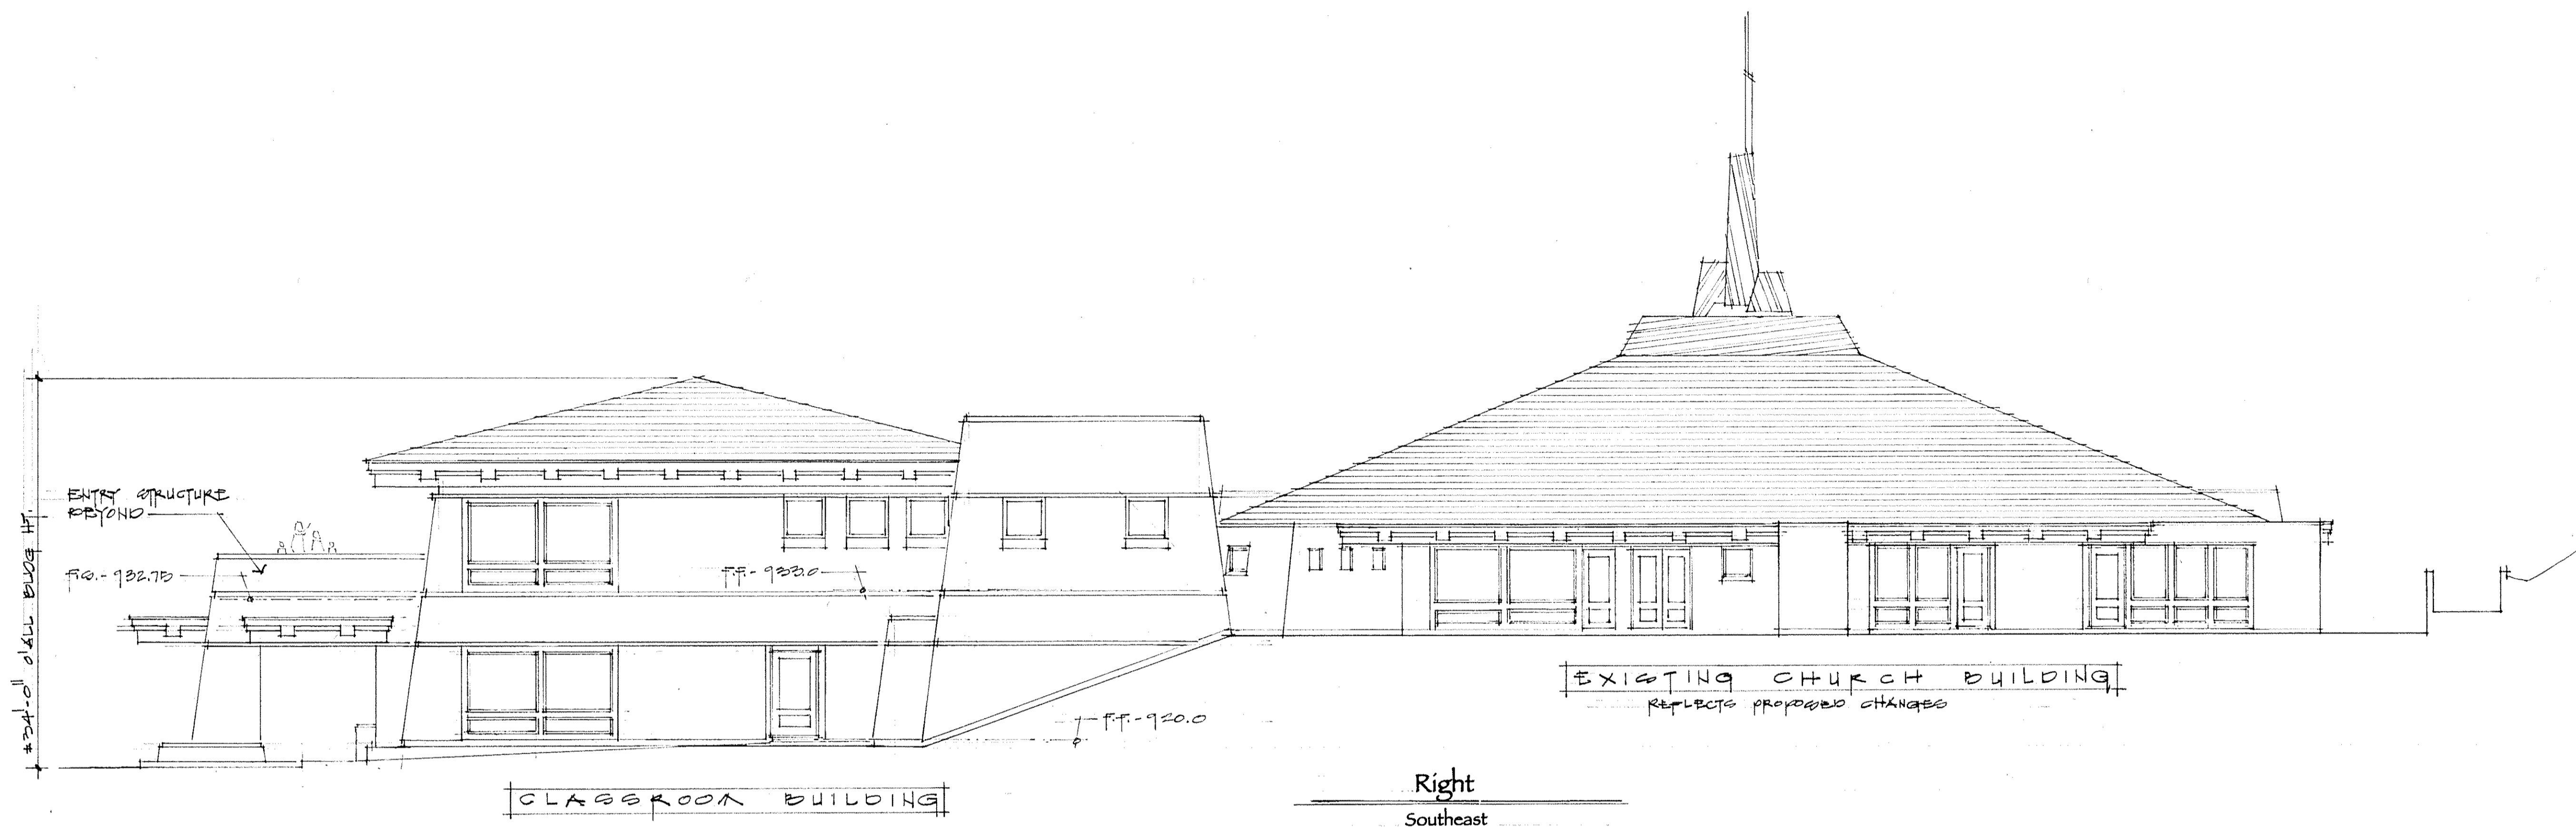 ENTRY STRUCTURE
BEYOND
F.G.- 932.75
F.F.- 933.0
±34'-0" O'ALL BLDG HT.
F.F.-920.0
EXISTING CHURCH BUILDING
REFLECTS PROPOSED CHANGES
CLASSROOM BUILDING
Right
Southeast